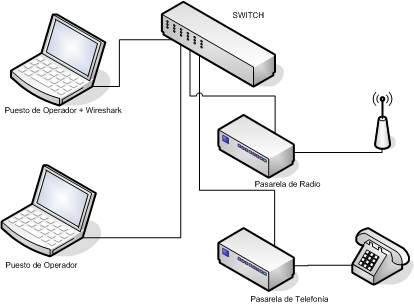 SWITCH
Puesto de Operador + Wireshark
Pasarela de Radio
Puesto de Operador
Pasarela de Telefonía